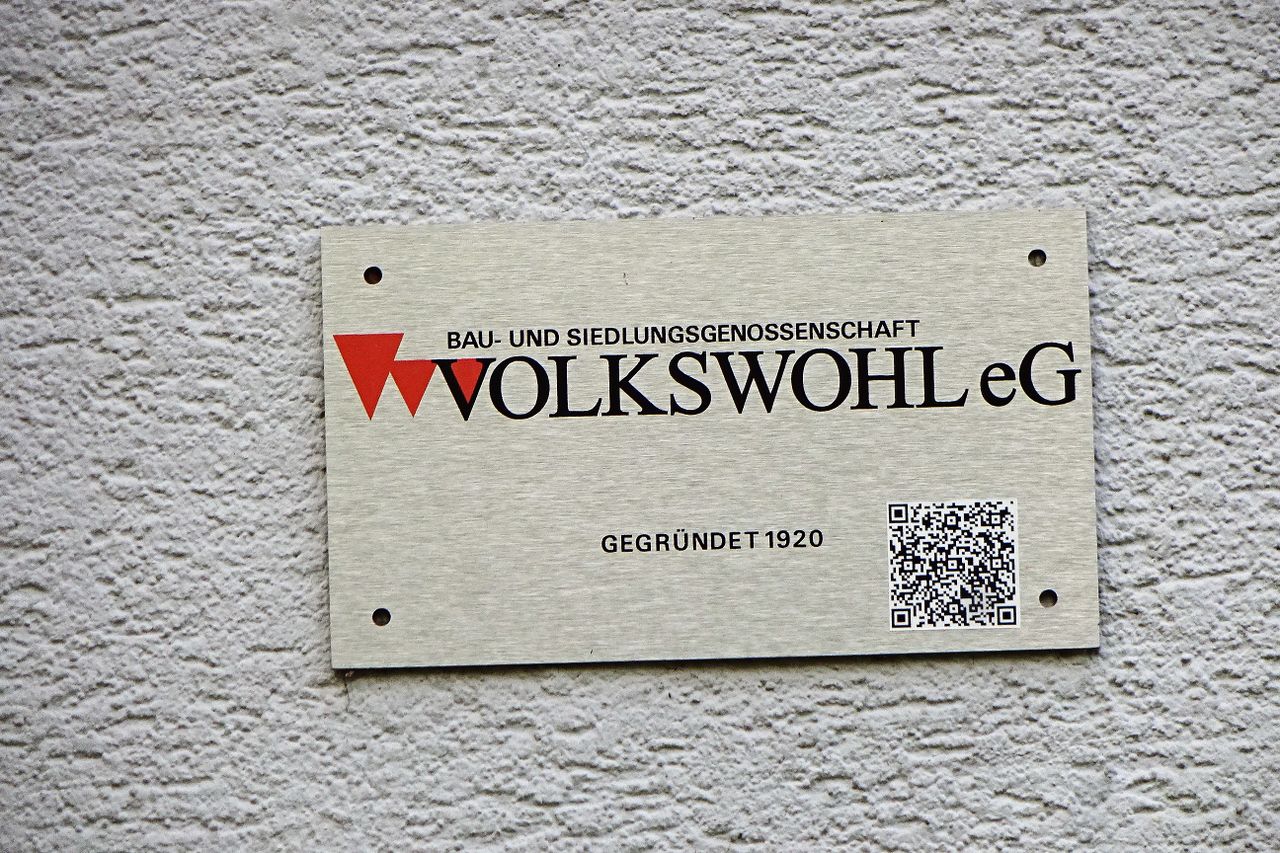 BAU- UND SIEDLUNGSGENOSSENSCHAFT
VOLKSWOHL eG
GEGRÜNDET 1920